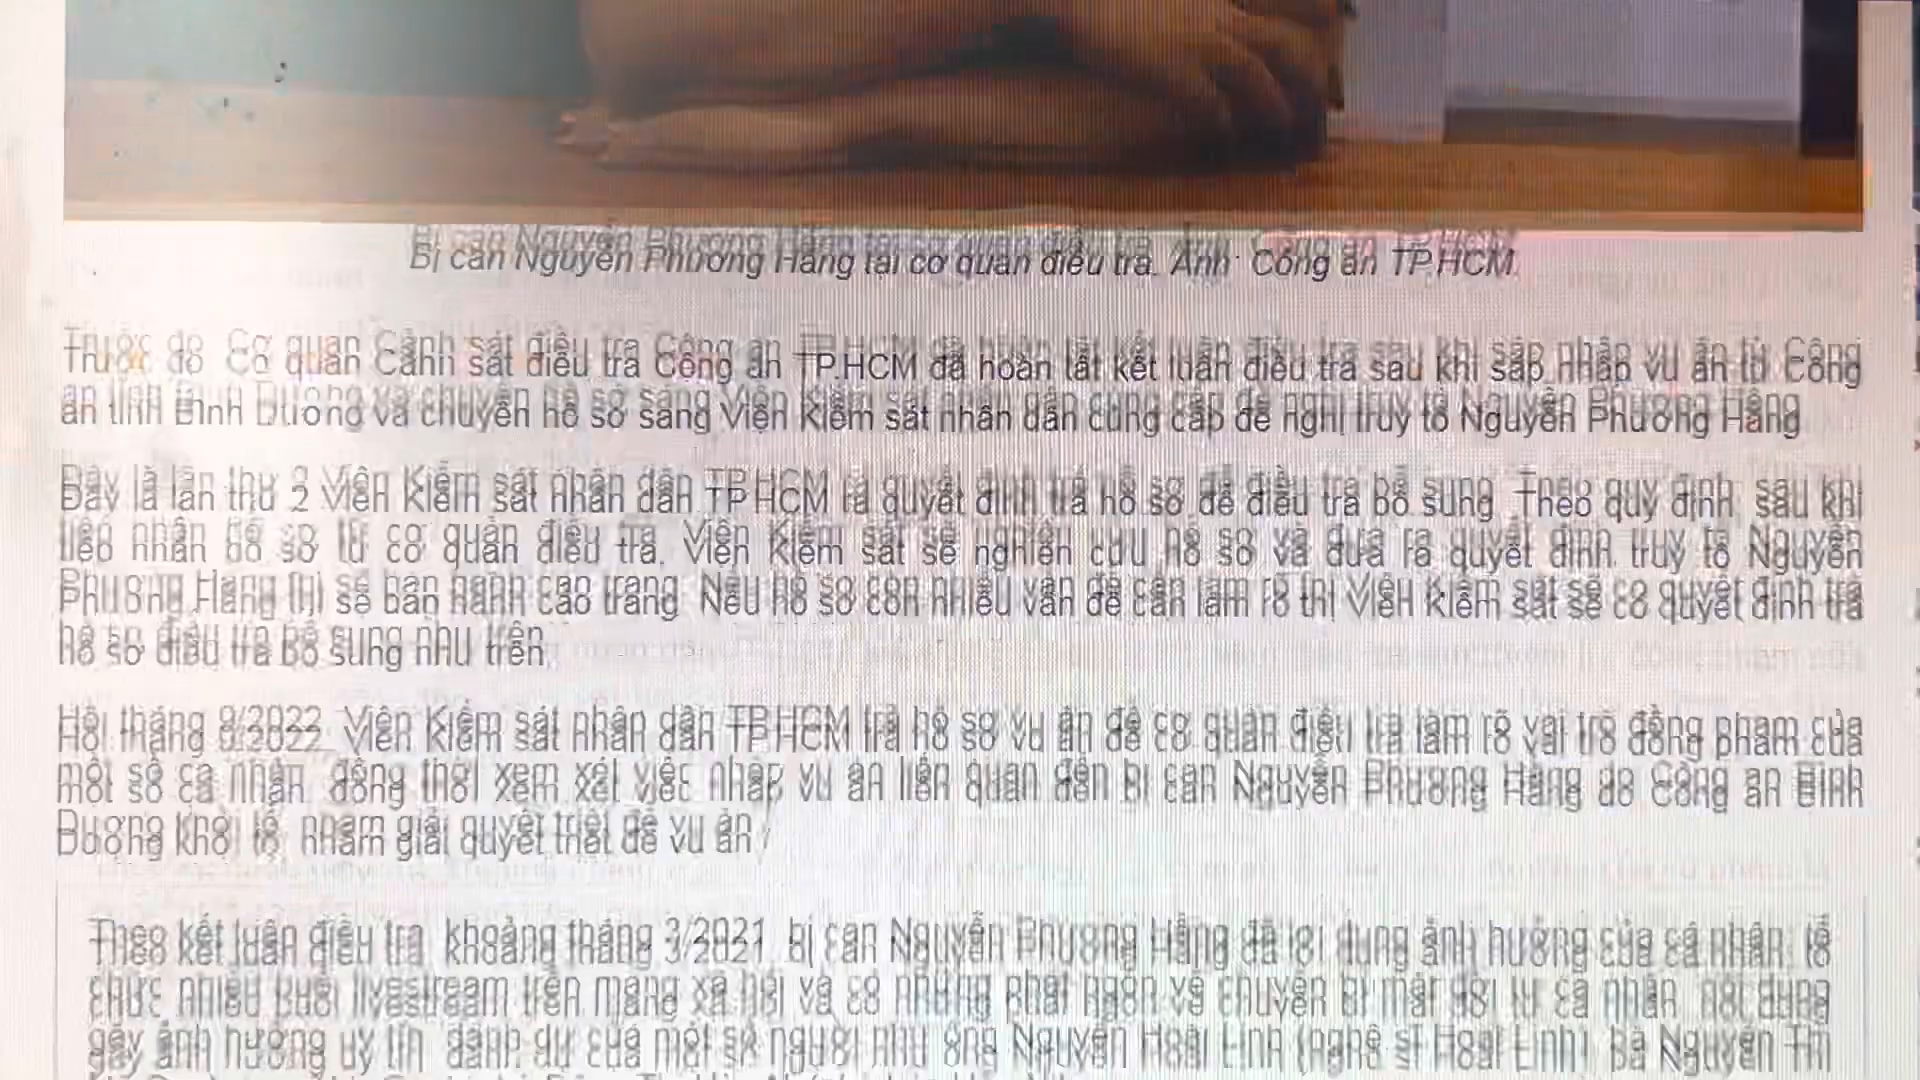 Bị can Nguyễn Phương Hằng tại cơ quan điều tra. Ảnh: Công an TP.HCM.
Trước đó, Cơ quan Cảnh sát điều tra Công an TP.HCM đã hoàn tất kết luận điều tra sau khi sáp nhập vụ án từ Công
an tỉnh Bình Dương và chuyển hồ sơ sang Viện Kiểm sát nhân dân cùng cấp đề nghị truy tố Nguyễn Phương Hằng.
Đây là lần thứ 2 Viện Kiểm sát nhân dân TP.HCM ra quyết định trả hồ sơ để điều tra bổ sung. Theo quy định, sau khi
tiếp nhận hồ sơ từ cơ quan điều tra, Viện Kiểm sát sẽ nghiên cứu hồ sơ và đưa ra quyết định truy tố Nguyễn
Phương Hằng thì sẽ ban hành cáo trạng. Nếu hồ sơ còn nhiều vấn đề cần làm rõ thì Viện Kiểm sát sẽ có quyết định trả
hồ sơ điều tra bổ sung như trên.
Hồi tháng 9/2022, Viện Kiểm sát nhân dân TP.HCM trả hồ sơ vụ án để cơ quan điều tra làm rõ vai trò đồng phạm của
một số cá nhân, đồng thời xem xét việc nhập vụ án liên quan đến bị can Nguyễn Phương Hằng do Công an Bình
Dương khởi tố, nhằm giải quyết triệt để vụ án./.
Theo kết luận điều tra, khoảng tháng 3/2021, bị can Nguyễn Phương Hằng đã lợi dụng ảnh hưởng của cá nhân, tổ
chức nhiều buổi livestream trên mạng xã hội và có những phát ngôn về chuyện bí mật đời tư cá nhân, nội dung
gây ảnh hưởng uy tín, danh dự của một số người như ông Nguyễn Hoài Linh (nghệ sĩ Hoài Linh), bà Nguyễn Thị